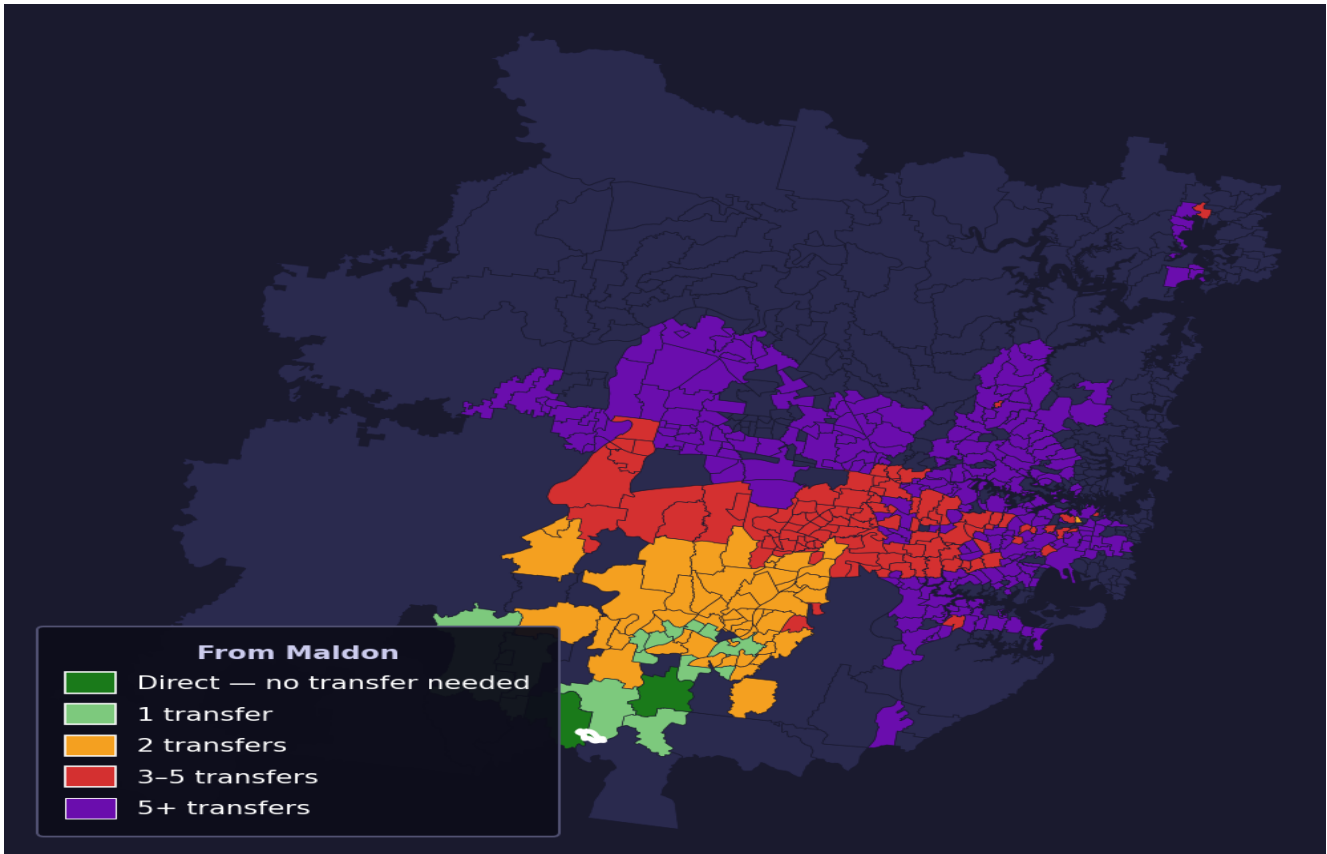 From Maldon
Direct — no transfer needed
1 transfer
2 transfers
3–5 transfers
5+ transfers